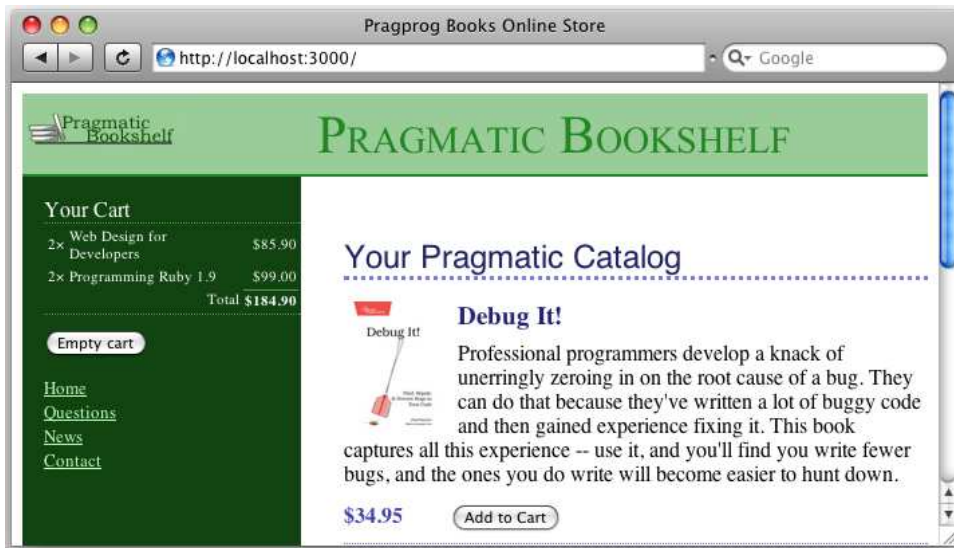 Pragprog Books Online Store
http://localhost:3000/
Google
Pragmatic
Bookshelf
PRAGMATIC BOOKSHELF
Your Cart
2× Web Design for
Developers $85.90
2× Programming Ruby 1.9 $99.00
Total $184.90
Empty cart
Home
Questions
News
Contact
Your Pragmatic Catalog
Debug It!
Debug It!
Professional programmers develop a knack of
unerringly zeroing in on the root cause of a bug. They
can do that because they've written a lot of buggy code
and then gained experience fixing it. This book
captures all this experience -- use it, and you'll find you write fewer
bugs, and the ones you do write will become easier to hunt down.
$34.95
Add to Cart